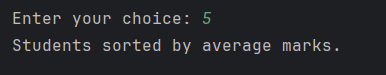 Enter your choice: 5
Students sorted by average marks.